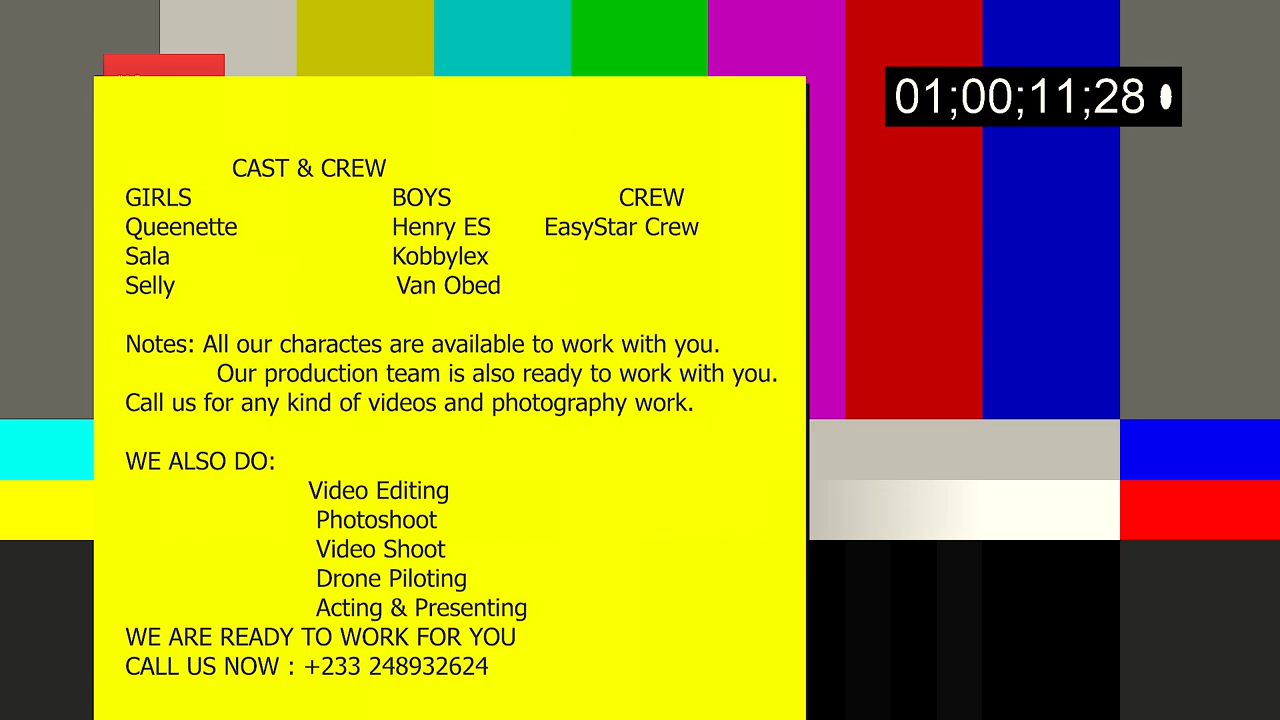 01;00;11;28
CAST & CREW
GIRLS BOYS CREW
Queenette Henry ES EasyStar Crew
Sala Kobbylex
Selly Van Obed
Notes: All our charactes are available to work with you.
Our production team is also ready to work with you.
Call us for any kind of videos and photography work.
WE ALSO DO:
Video Editing
Photoshoot
Video Shoot
Drone Piloting
Acting & Presenting
WE ARE READY TO WORK FOR YOU
CALL US NOW : +233 248932624